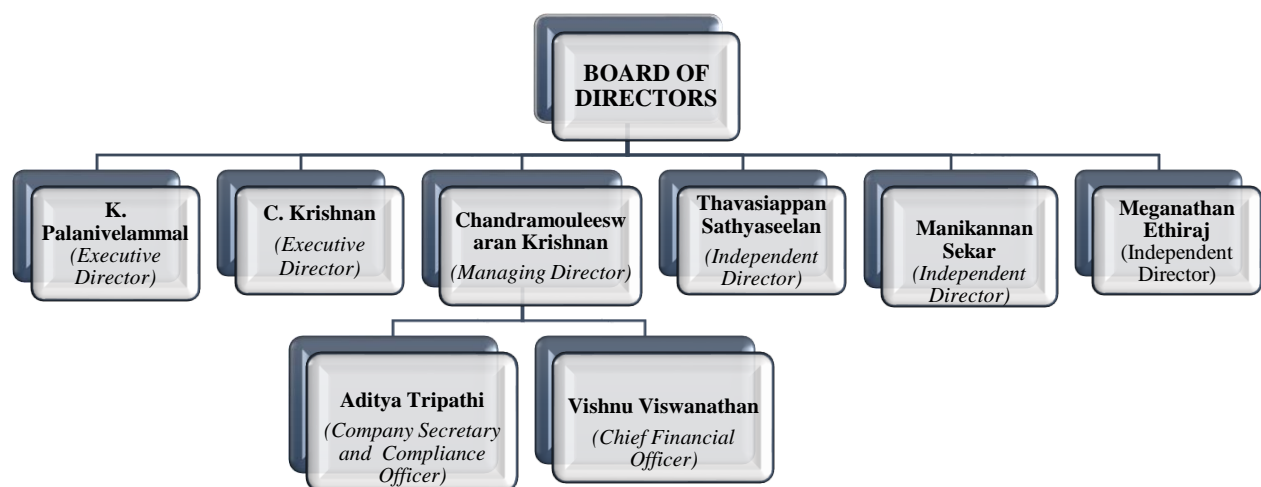 BOARD OF
DIRECTORS
K.
Palanivelammal
(Executive
Director)
C. Krishnan
(Executive
Director)
Chandramouleesw
aran Krishnan
(Managing Director)
Thavasiappan
Sathyaseelan
(Independent
Director)
Manikannan
Sekar
(Independent
Director)
Meganathan
Ethiraj
(Independent
Director)
Aditya Tripathi
(Company Secretary
and Compliance
Officer)
Vishnu Viswanathan
(Chief Financial
Officer)